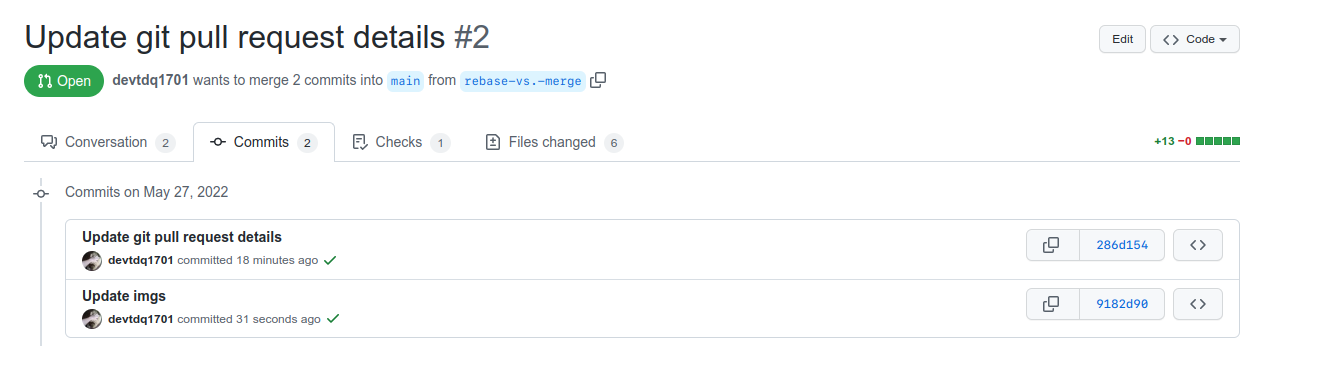 Update git pull request details #2
Edit
Code
Open
devtdq1701 wants to merge 2 commits into main from rebase-vs.-merge
Conversation 2
Commits 2
Checks 1
Files changed 6
+13 −0
Commits on May 27, 2022
Update git pull request details
devtdq1701 committed 18 minutes ago
286d154
Update imgs
devtdq1701 committed 31 seconds ago
9182d90